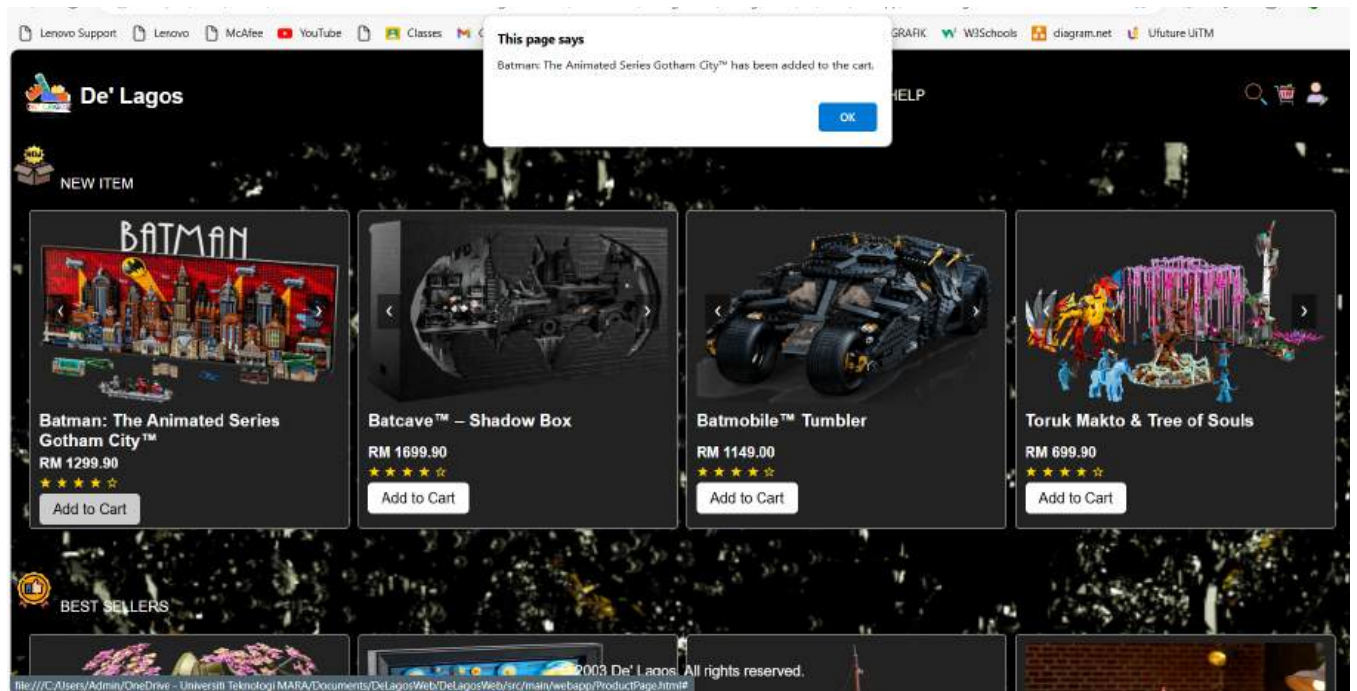 Lenovo Support Lenovo McAfee YouTube Classes GRAFIK W3Schools diagram.net Ufuture UiTM
This page says
Batman: The Animated Series Gotham City™ has been added to the cart.
OK
De' Lagos
HELP
NEW ITEM
BATMAN
Batman: The Animated Series
Gotham City™
RM 1299.90
★ ★ ★ ★ ☆
Add to Cart
Batcave™ – Shadow Box
RM 1699.90
★ ★ ★ ★ ☆
Add to Cart
Batmobile™ Tumbler
RM 1149.00
★ ★ ★ ★ ☆
Add to Cart
Toruk Makto & Tree of Souls
RM 699.90
★ ★ ★ ★ ☆
Add to Cart
BEST SELLERS
2003 De' Lagos. All rights reserved.
file:///C:/Users/Admin/OneDrive - Universiti Teknologi MARA/Documents/DeLagosWeb/DeLagosWeb/src/main/webapp/ProductPage.html#